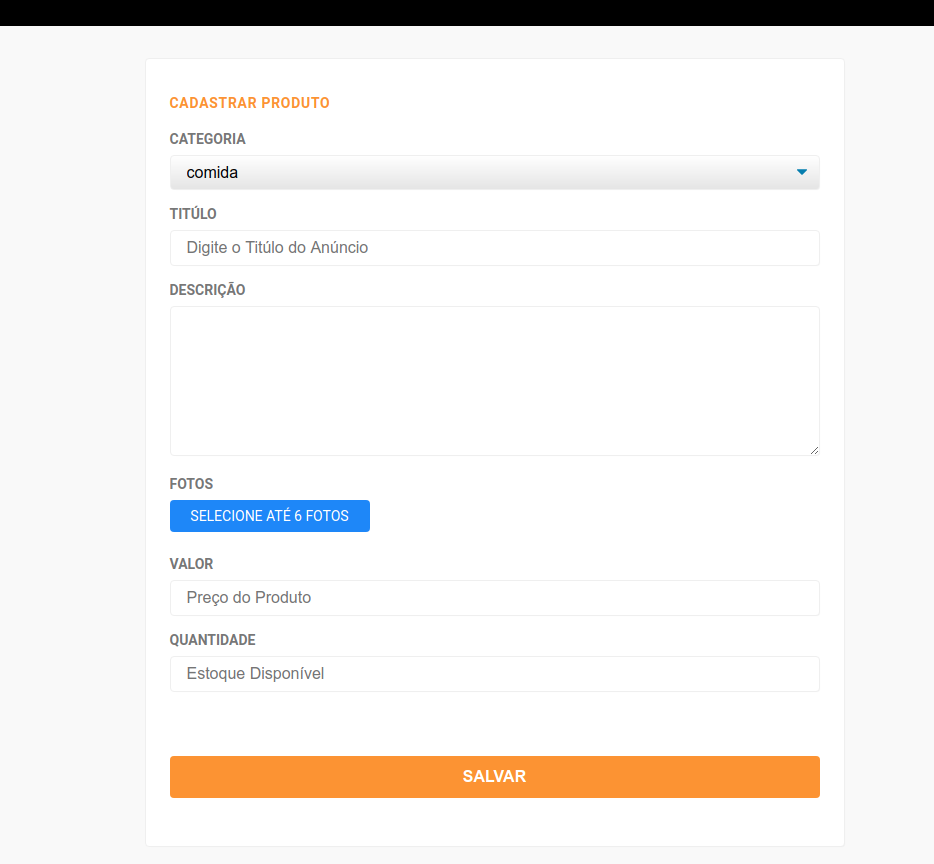 CADASTRAR PRODUTO
CATEGORIA
comida
TITÚLO
Digite o Titúlo do Anúncio
DESCRIÇÃO
FOTOS
SELECIONE ATÉ 6 FOTOS
VALOR
Preço do Produto
QUANTIDADE
Estoque Disponível
SALVAR